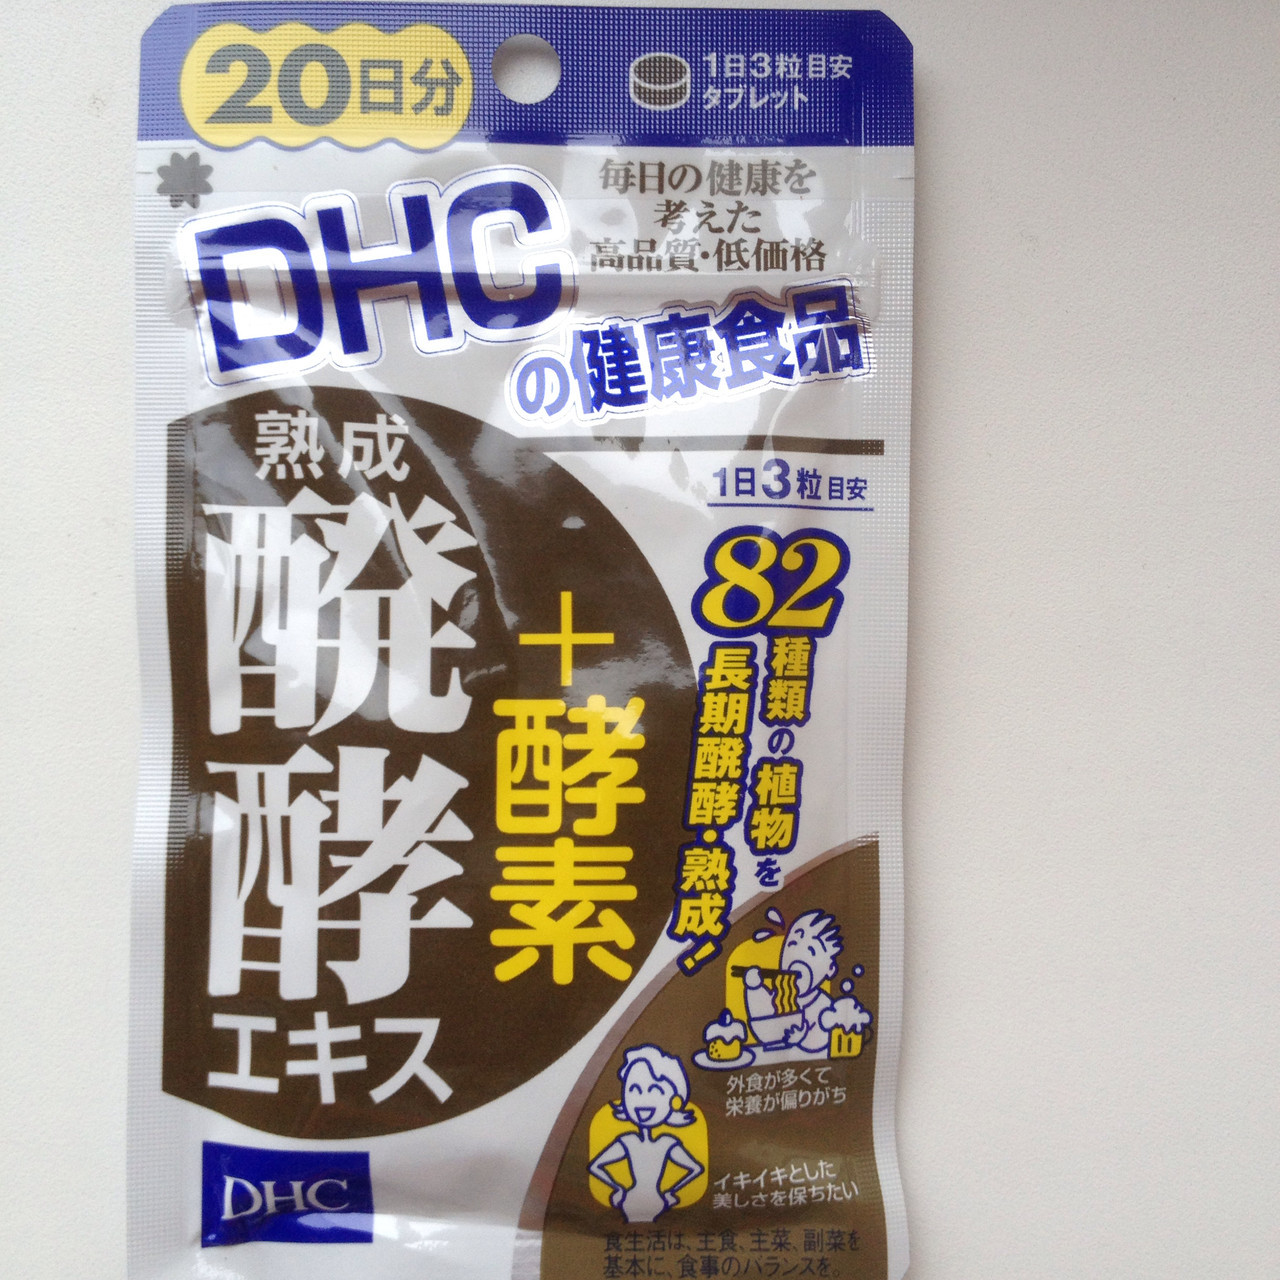 20日分
1日3粒目安
タブレット
毎日の健康を
考えた
高品質・低価格
DHC
の健康食品
熟成
醗酵
エキス
+酵素
1日3粒目安
82
種類の植物を
長期醗酵・熟成!
外食が多くて
栄養が偏りがち
イキイキとした
美しさを保ちたい
DHC
食生活は、主食、主菜、副菜を
基本に、食事のバランスを。